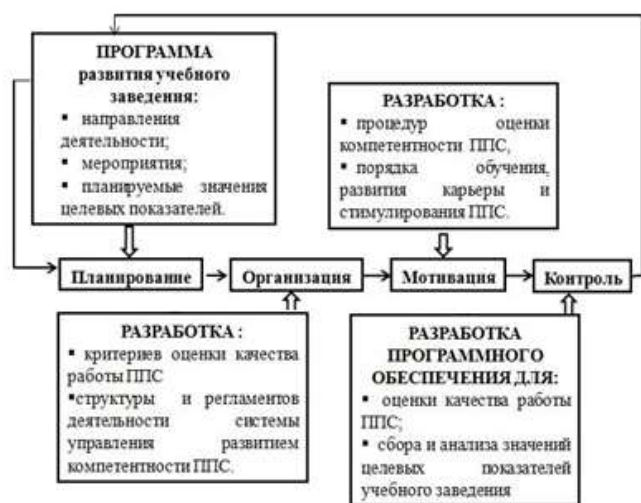 ПРОГРАММА
развития учебного
заведения:
▪ направления
деятельности;
▪ мероприятия;
▪ планируемые значения
целевых показателей.
РАЗРАБОТКА :
▪ процедур оценки
компетентности ППС,
▪ порядка обучения,
развития карьеры и
стимулирования ППС.
Планирование
Организация
Мотивация
Контроль
РАЗРАБОТКА :
▪ критериев оценки качества
работы ППС
▪структуры и регламентов
деятельности системы
управления развитием
компетентности ППС.
РАЗРАБОТКА
ПРОГРАММНОГО
ОБЕСПЕЧЕНИЯ ДЛЯ:
▪ оценки качества работы
ППС;
▪ сбора и анализа значений
целевых показателей
учебного заведения